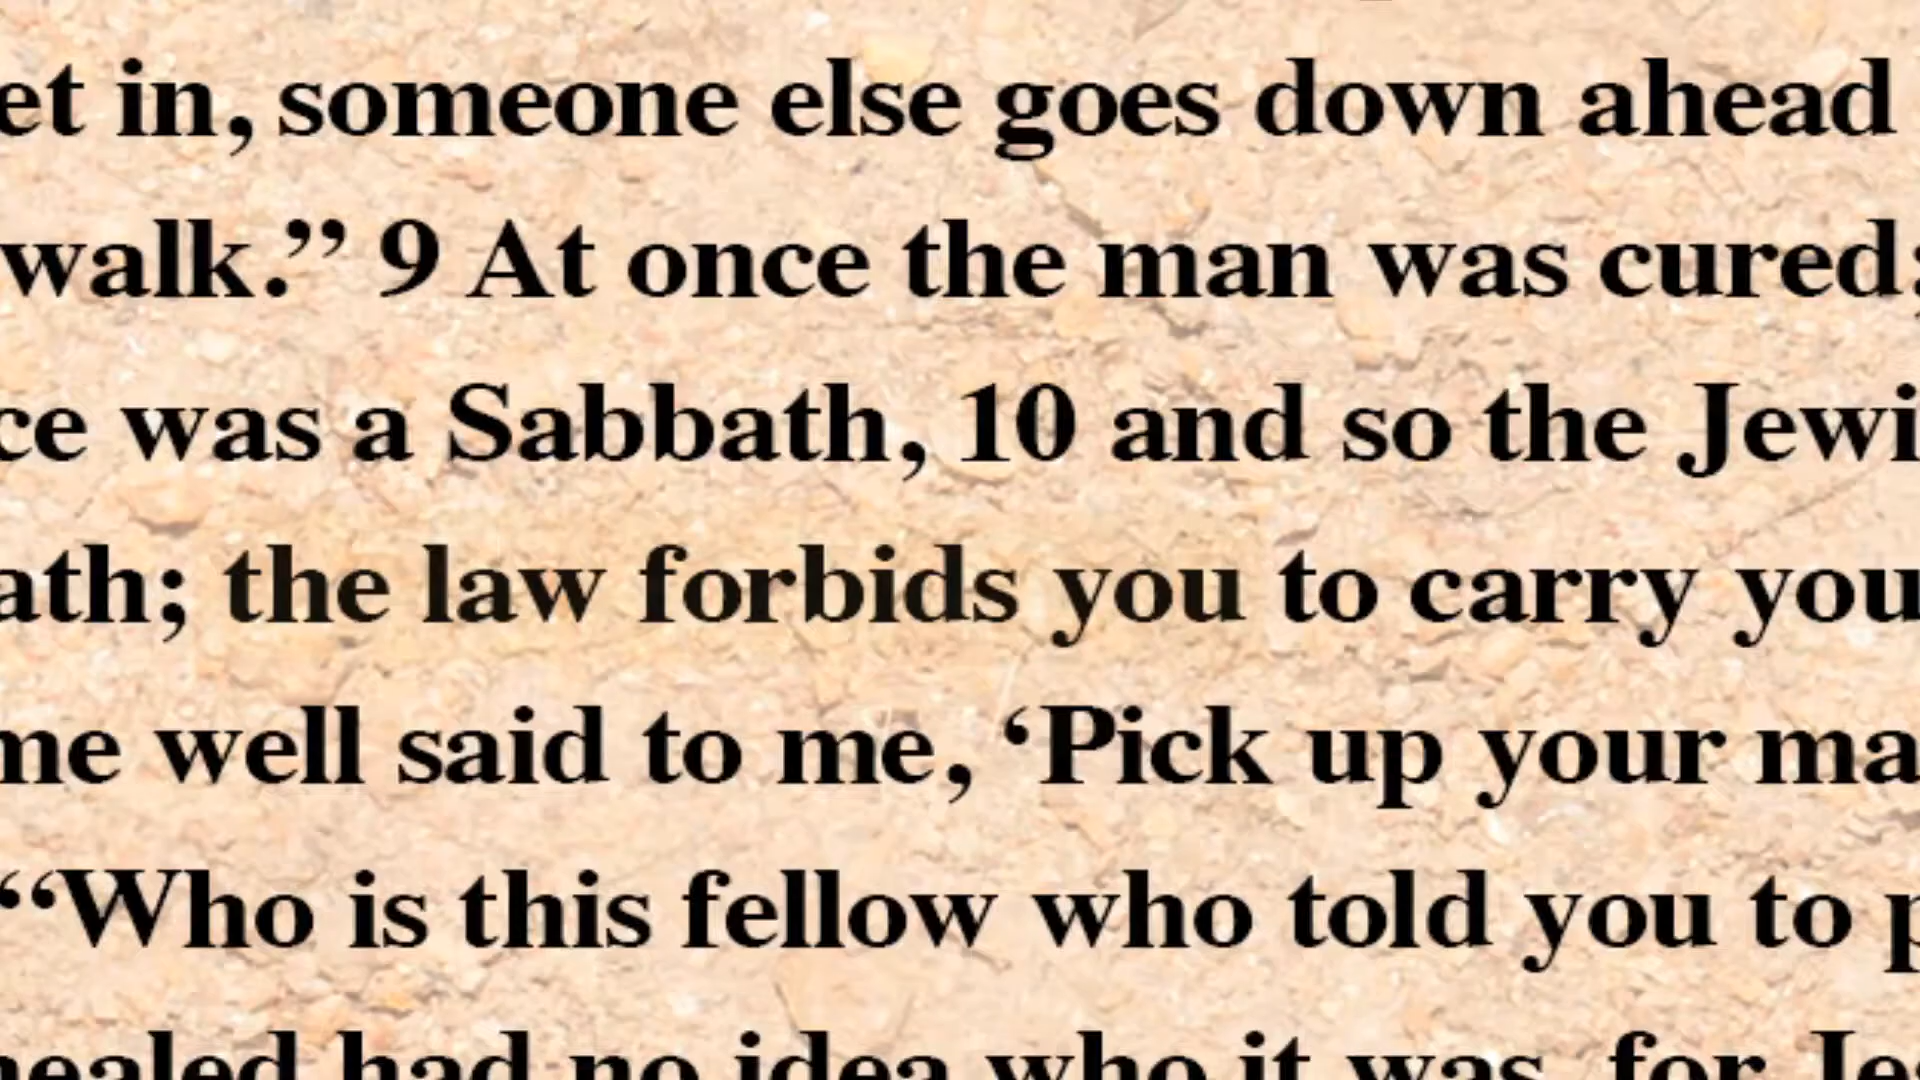 et in, someone else goes down ahead
walk.” 9 At once the man was cured;
ce was a Sabbath, 10 and so the Jewi
ath; the law forbids you to carry you
me well said to me, ‘Pick up your ma
“Who is this fellow who told you to p
healed had no idea who it was, for Jes